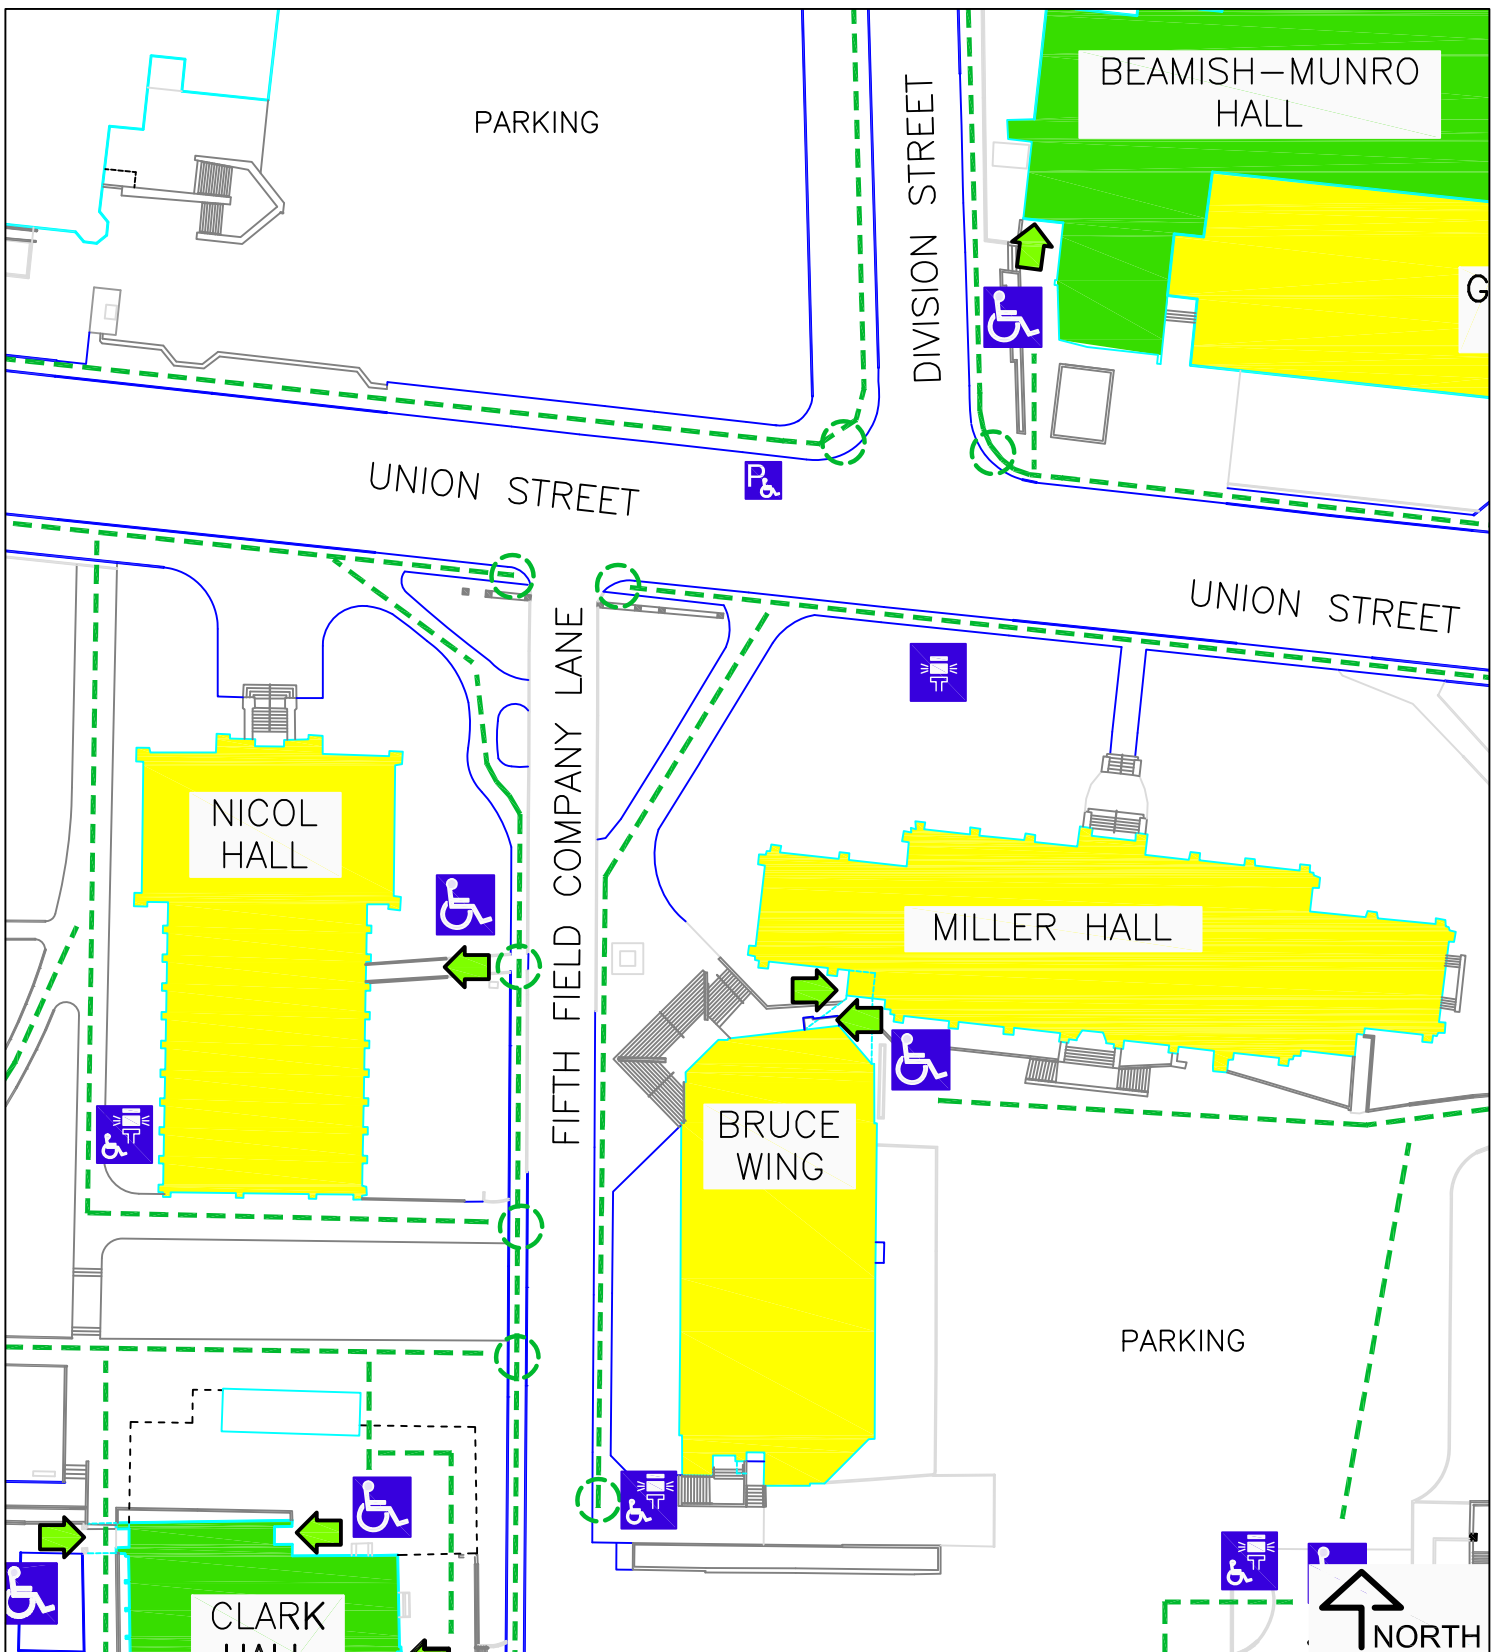 BEAMISH-MUNRO
HALL
PARKING
DIVISION STREET
G
UNION STREET
P
UNION STREET
FIFTH FIELD COMPANY LANE
NICOL
HALL
MILLER HALL
BRUCE
WING
PARKING
CLARK
HALL
NORTH